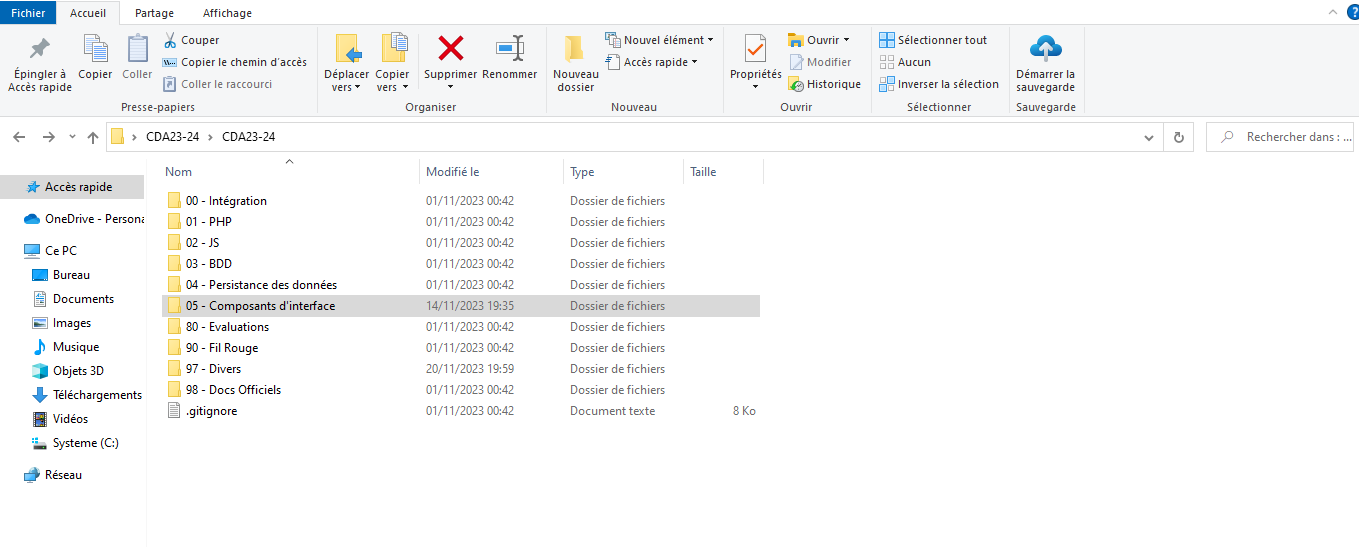 Fichier Accueil Partage Affichage ?
Épingler à
Accès rapide
Copier
Coller
Couper
Copier le chemin d'accès
Coller le raccourci
Presse-papiers
Déplacer
vers
Copier
vers
Supprimer
Renommer
Organiser
Nouveau
dossier
Nouvel élément
Accès rapide
Nouveau
Propriétés
Ouvrir
Modifier
Historique
Ouvrir
Sélectionner tout
Aucun
Inverser la sélection
Sélectionner
Démarrer la
sauvegarde
Sauvegarde
CDA23-24 > CDA23-24
Rechercher dans : ...
Accès rapide
OneDrive - Persona
Ce PC
Bureau
Documents
Images
Musique
Objets 3D
Téléchargements
Vidéos
Systeme (C:)
Réseau
Nom Modifié le Type Taille
00 - Intégration 01/11/2023 00:42 Dossier de fichiers
01 - PHP 01/11/2023 00:42 Dossier de fichiers
02 - JS 01/11/2023 00:42 Dossier de fichiers
03 - BDD 01/11/2023 00:42 Dossier de fichiers
04 - Persistance des données 01/11/2023 00:42 Dossier de fichiers
05 - Composants d'interface 14/11/2023 19:35 Dossier de fichiers
80 - Evaluations 01/11/2023 00:42 Dossier de fichiers
90 - Fil Rouge 01/11/2023 00:42 Dossier de fichiers
97 - Divers 20/11/2023 19:59 Dossier de fichiers
98 - Docs Officiels 01/11/2023 00:42 Dossier de fichiers
.gitignore 01/11/2023 00:42 Document texte 8 Ko